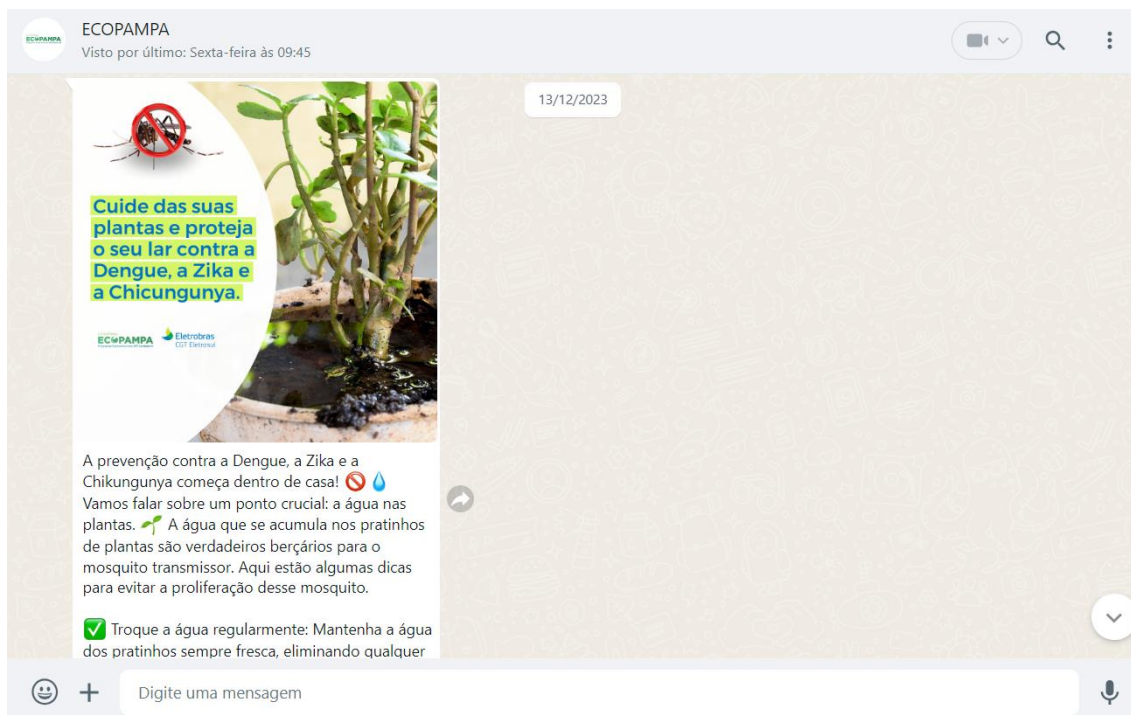 ECOPAMPA
ECOPAMPA
Visto por último: Sexta-feira às 09:45
13/12/2023
Cuide das suas
plantas e proteja
o seu lar contra a
Dengue, a Zika e
a Chicungunya.
ECOPAMPA
Eletrobras
CGT Eletrosul
A prevenção contra a Dengue, a Zika e a
Chikungunya começa dentro de casa! 🚫 💧
Vamos falar sobre um ponto crucial: a água nas
plantas. 🌱 A água que se acumula nos pratinhos
de plantas são verdadeiros berçários para o
mosquito transmissor. Aqui estão algumas dicas
para evitar a proliferação desse mosquito.
✅ Troque a água regularmente: Mantenha a água
dos pratinhos sempre fresca, eliminando qualquer
Digite uma mensagem